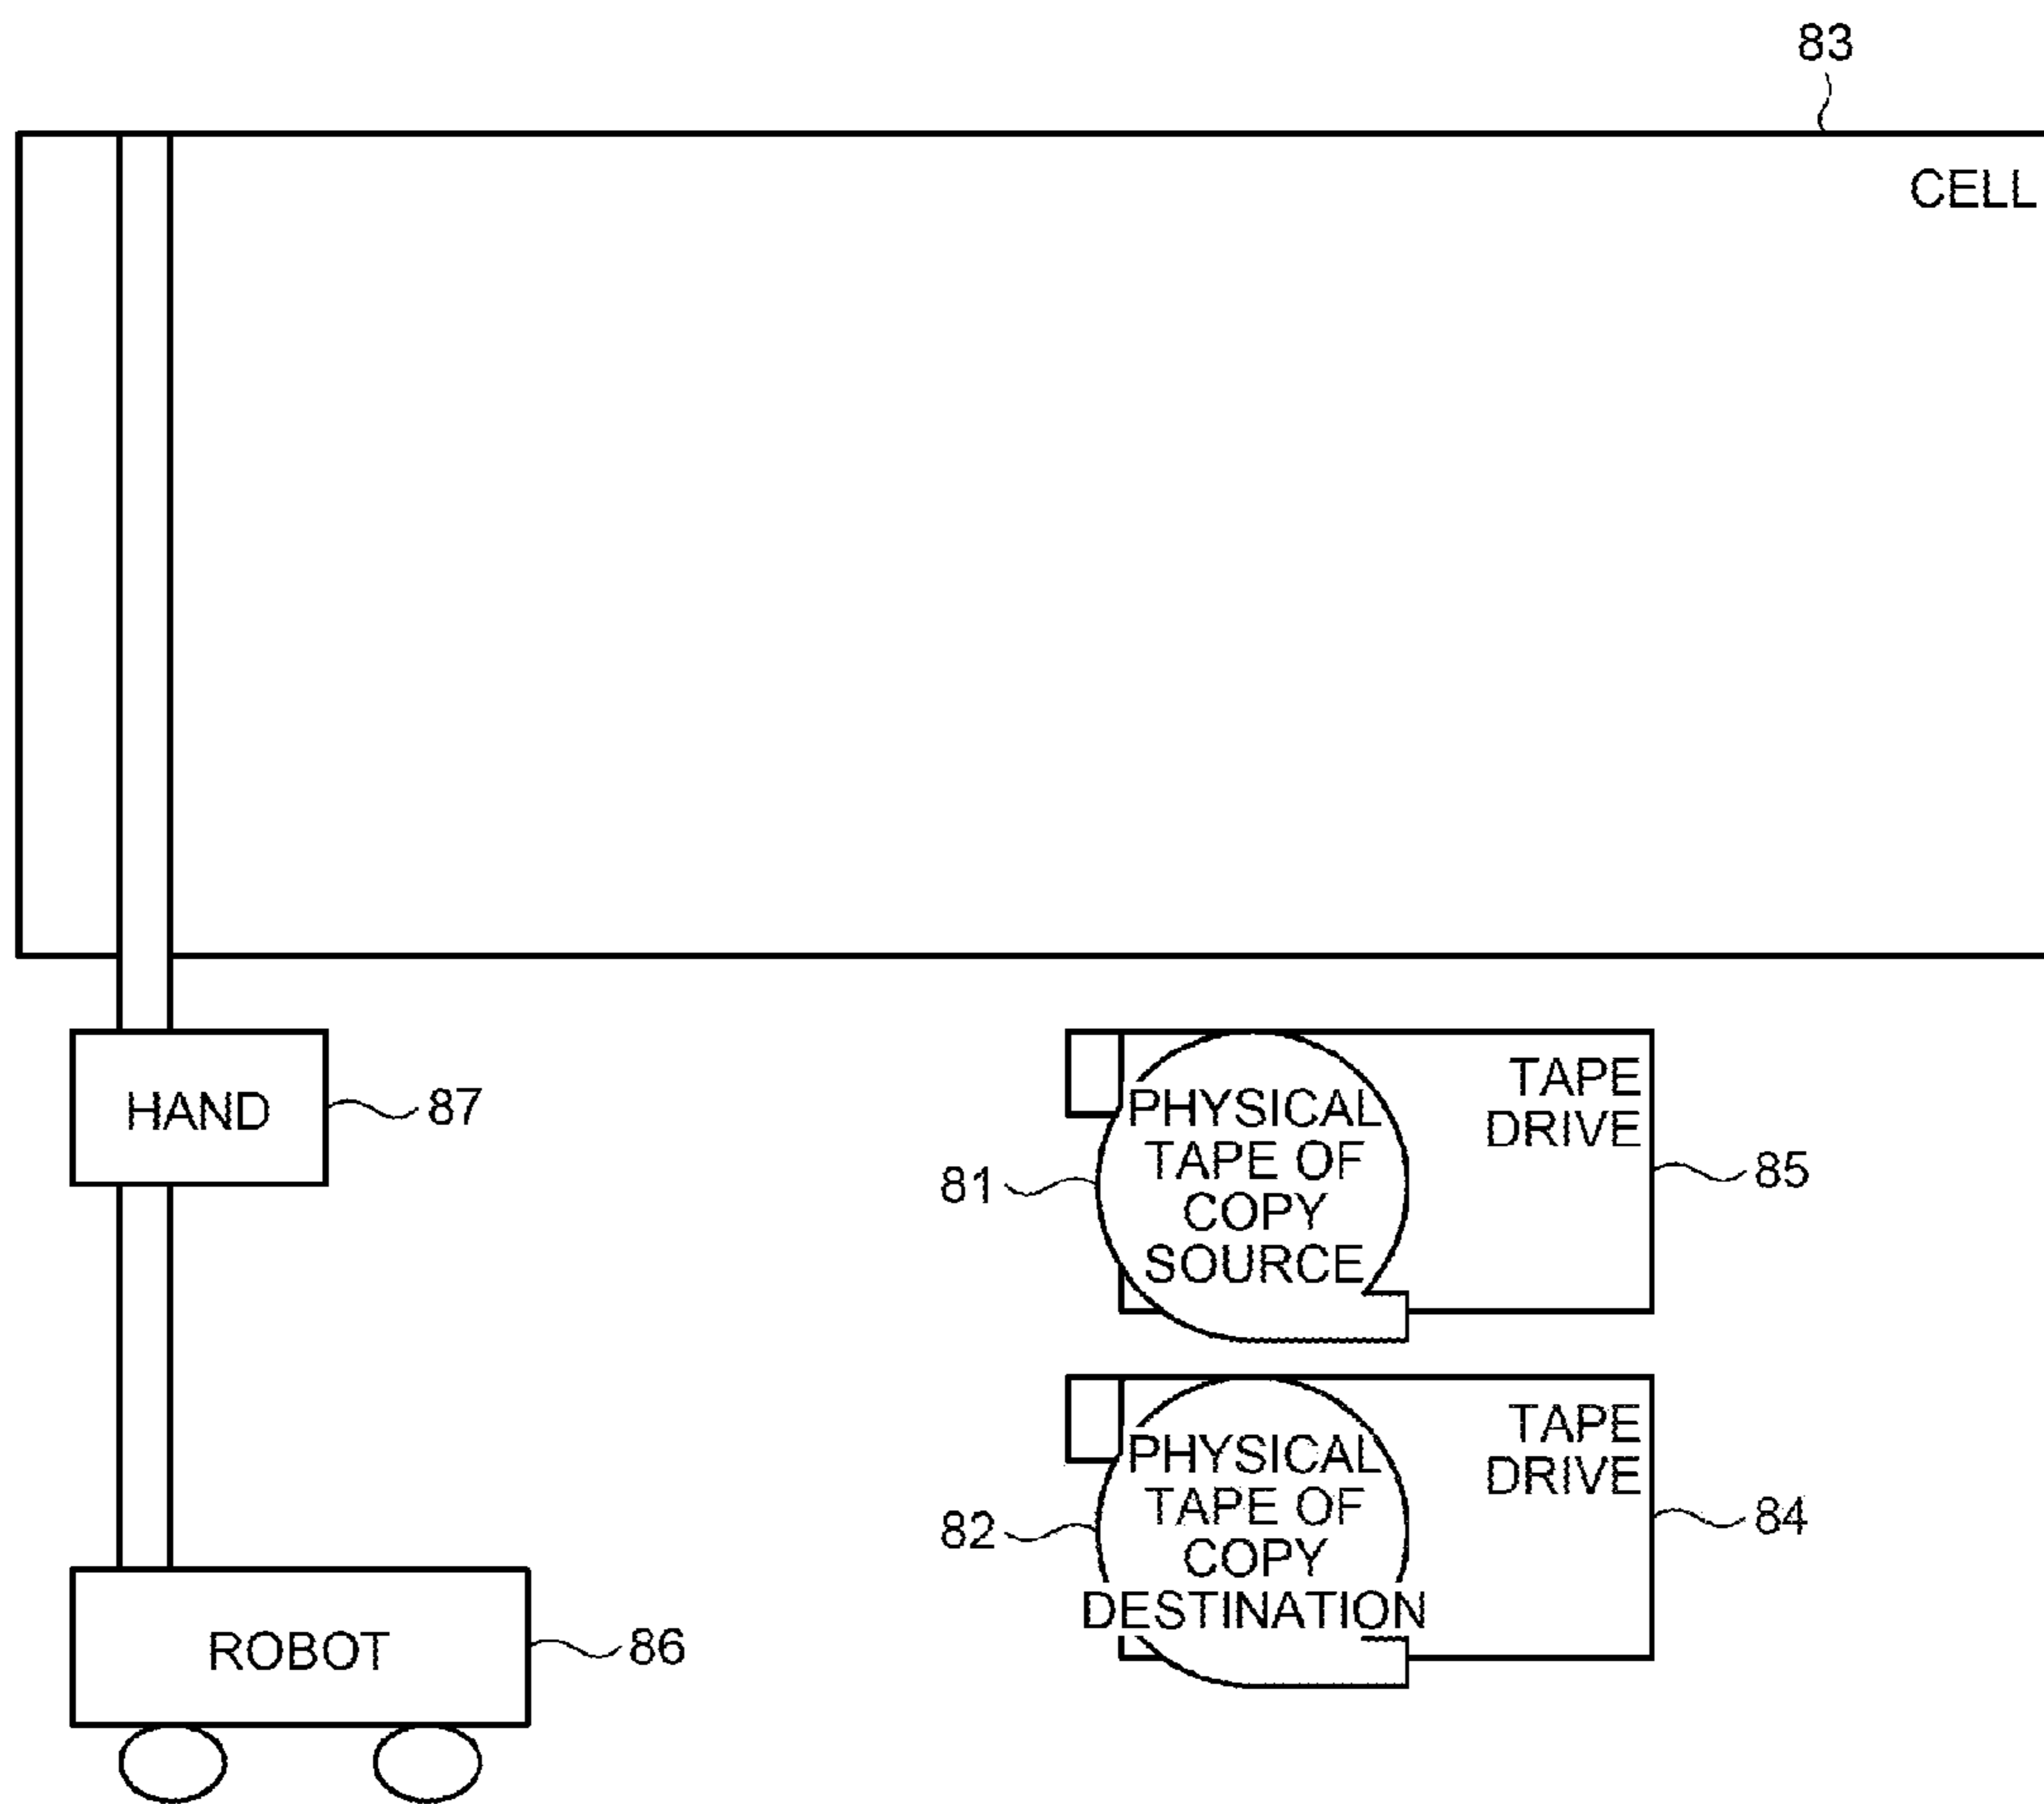 83
CELL
HAND
87
PHYSICAL
TAPE OF
COPY
SOURCE
81
TAPE
DRIVE
85
PHYSICAL
TAPE OF
COPY
DESTINATION
82
TAPE
DRIVE
84
ROBOT
86